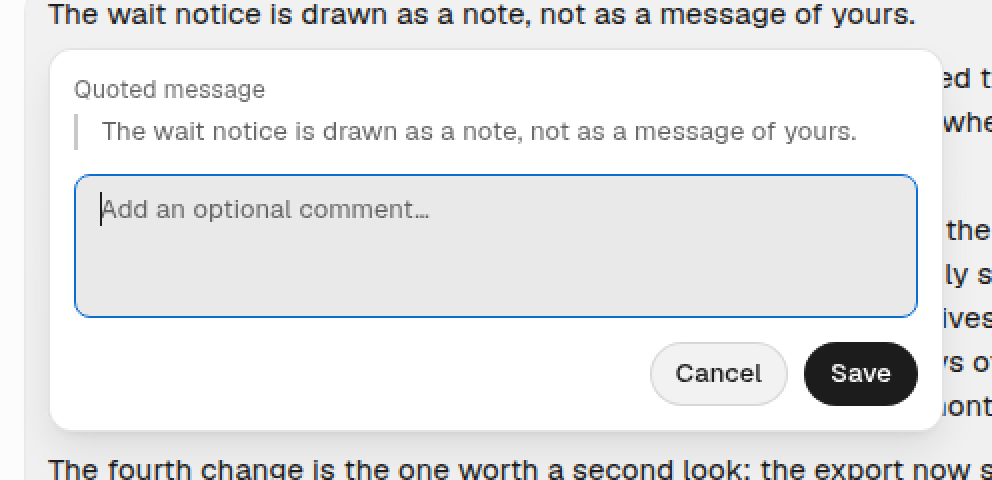 The wait notice is drawn as a note, not as a message of yours.
Quoted message
The wait notice is drawn as a note, not as a message of yours.
Add an optional comment…
Cancel
Save
the
The fourth change is the one worth a second look: the export now